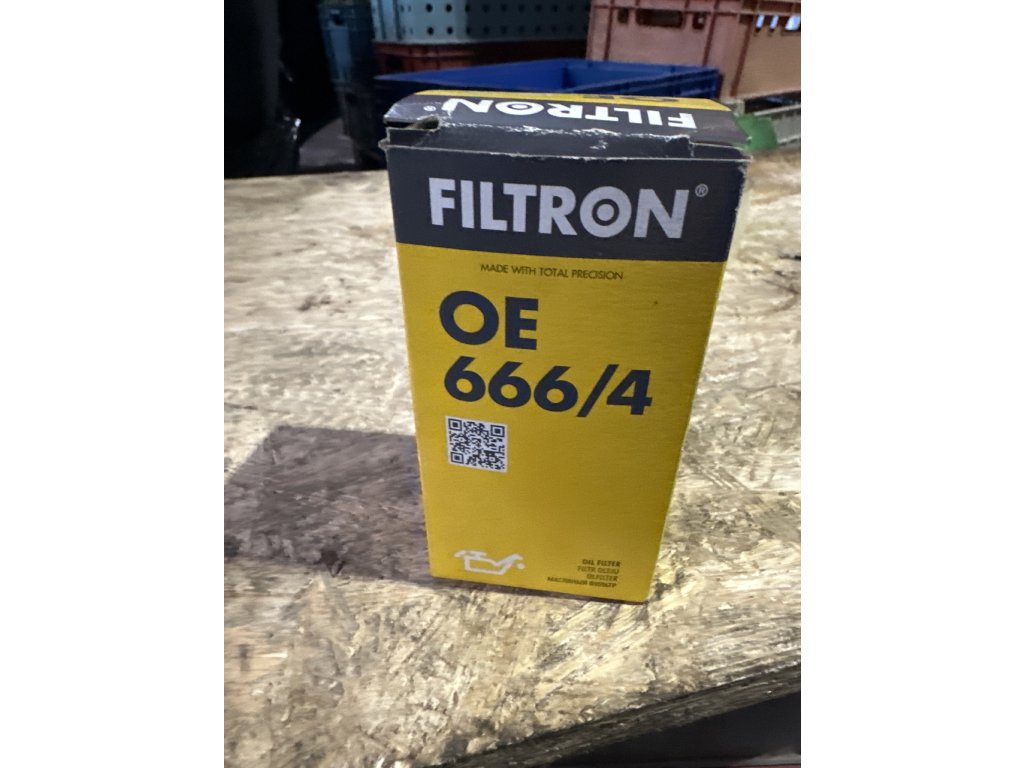 FILTRON®
FILTRON®
MADE WITH TOTAL PRECISION
OE
666/4
OIL FILTER
FILTR OLEJU
ÖLFILTER
МАСЛЯНЫЙ ФИЛЬТР